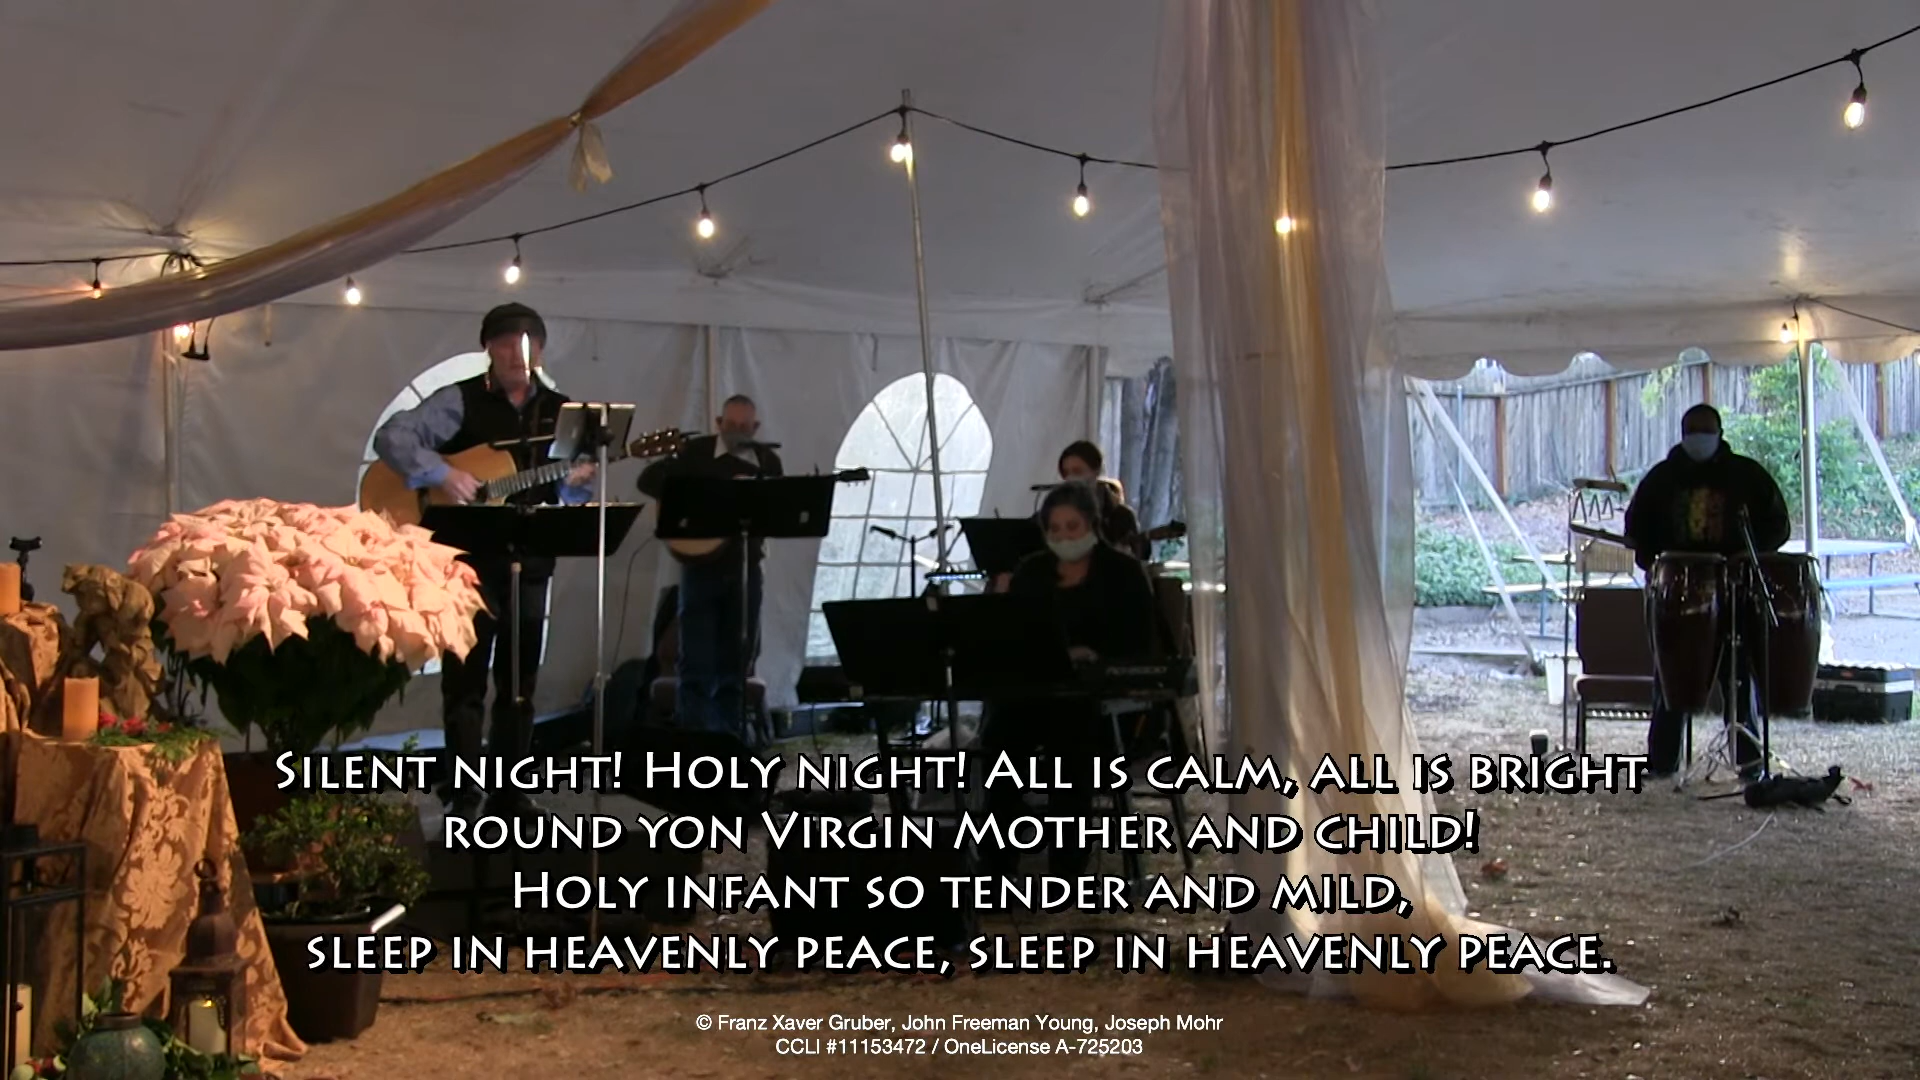 Silent night! Holy night! All is calm, all is bright
round yon Virgin Mother and child!
Holy infant so tender and mild,
sleep in heavenly peace, sleep in heavenly peace.
© Franz Xaver Gruber, John Freeman Young, Joseph Mohr
CCLI #11153472 / OneLicense A-725203